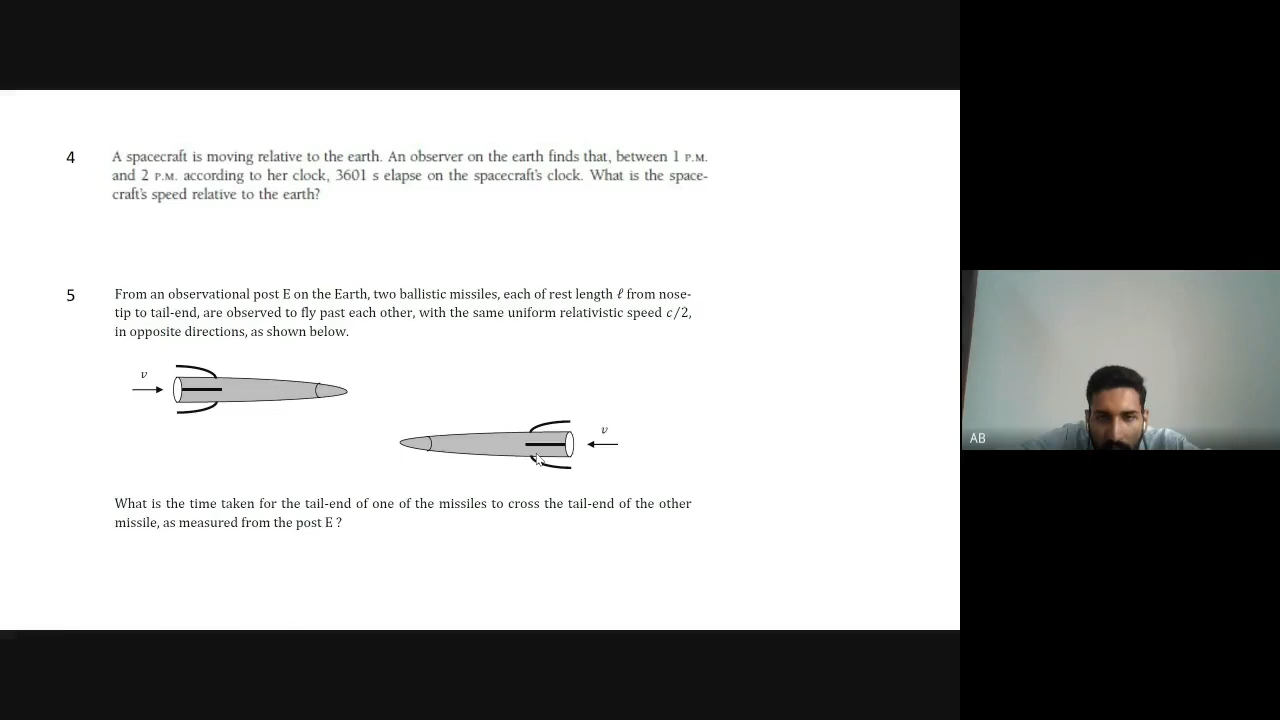 4
A spacecraft is moving relative to the earth. An observer on the earth finds that, between 1 P.M.
and 2 P.M. according to her clock, 3601 s elapse on the spacecraft's clock. What is the space-
craft's speed relative to the earth?
5
From an observational post E on the Earth, two ballistic missiles, each of rest length ℓ from nose-
tip to tail-end, are observed to fly past each other, with the same uniform relativistic speed c/2,
in opposite directions, as shown below.
v
v
What is the time taken for the tail-end of one of the missiles to cross the tail-end of the other
missile, as measured from the post E ?
AB